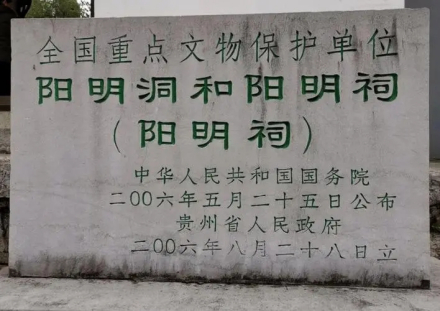 全国重点文物保护单位
阳明洞和阳明祠
（阳明祠）
中华人民共和国国务院
二00六年五月二十五日公布
贵州省人民政府
二00六年八月二十八日立